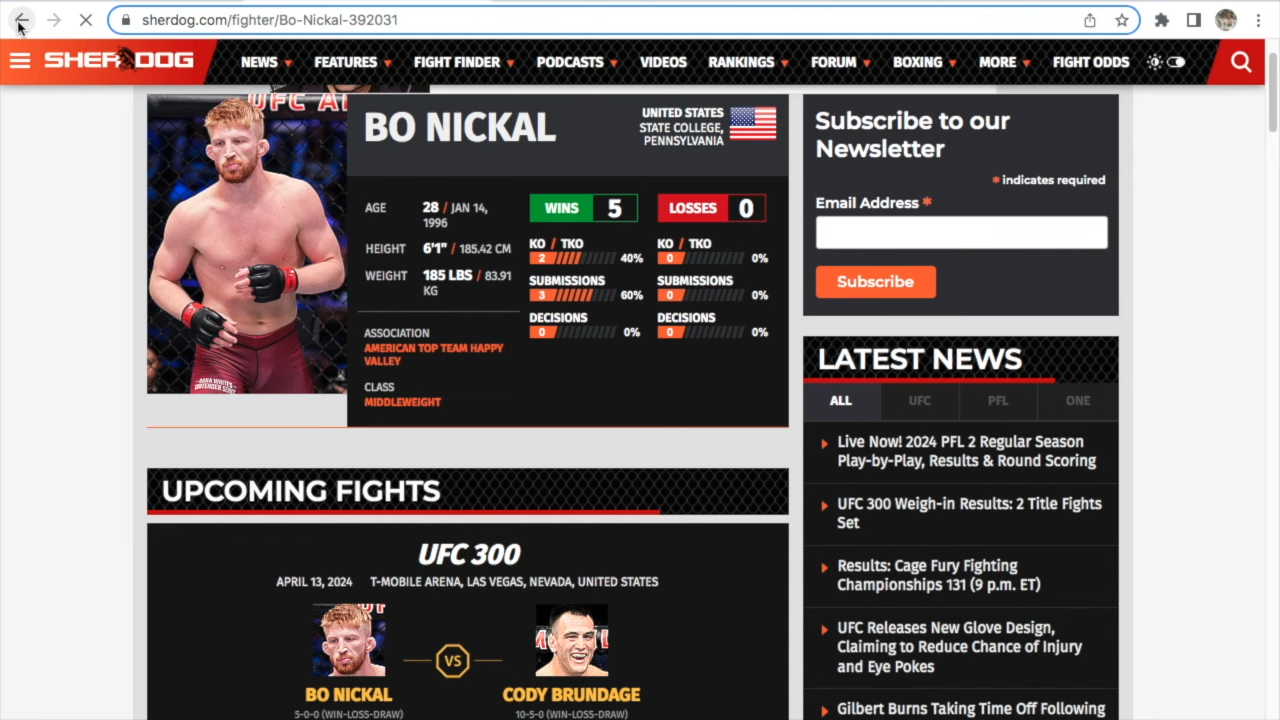 sherdog.com/fighter/Bo-Nickal-392031
SHERDOG
NEWS
FEATURES
FIGHT FINDER
PODCASTS
VIDEOS
RANKINGS
FORUM
BOXING
MORE
FIGHT ODDS
BO NICKAL
UNITED STATES
STATE COLLEGE,
PENNSYLVANIA
AGE
28 / JAN 14,
1996
HEIGHT
6'1" / 185.42 CM
WEIGHT
185 LBS / 83.91
KG
ASSOCIATION
AMERICAN TOP TEAM HAPPY
VALLEY
CLASS
MIDDLEWEIGHT
WINS 5
KO / TKO
2 40%
SUBMISSIONS
3 60%
DECISIONS
0 0%
LOSSES 0
KO / TKO
0 0%
SUBMISSIONS
0 0%
DECISIONS
0 0%
UPCOMING FIGHTS
UFC 300
APRIL 13, 2024 T-MOBILE ARENA, LAS VEGAS, NEVADA, UNITED STATES
VS
BO NICKAL
5-0-0 (WIN-LOSS-DRAW)
CODY BRUNDAGE
10-5-0 (WIN-LOSS-DRAW)
Subscribe to our
Newsletter
* indicates required
Email Address *
Subscribe
LATEST NEWS
ALL
UFC
PFL
ONE
Live Now! 2024 PFL 2 Regular Season
Play-by-Play, Results & Round Scoring
UFC 300 Weigh-in Results: 2 Title Fights
Set
Results: Cage Fury Fighting
Championships 131 (9 p.m. ET)
UFC Releases New Glove Design,
Claiming to Reduce Chance of Injury
and Eye Pokes
Gilbert Burns Taking Time Off Following